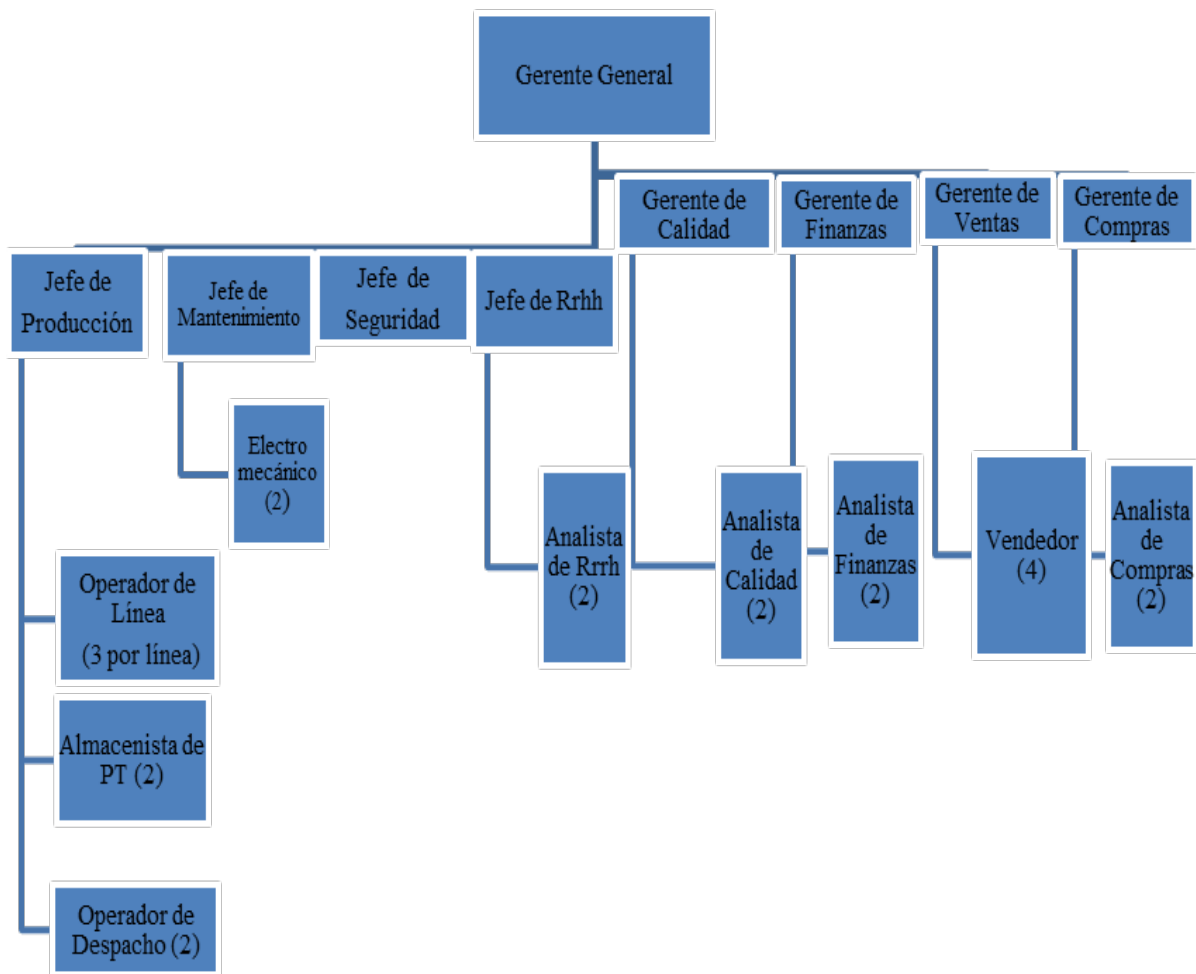 Gerente General
Gerente de
Calidad
Gerente de
Finanzas
Gerente de
Ventas
Gerente de
Compras
Jefe de
Producción
Jefe de
Mantenimiento
Jefe de
Seguridad
Jefe de Rrhh
Electro
mecánico
(2)
Analista
de Rrrh
(2)
Analista
de
Calidad
(2)
Analista
de
Finanzas
(2)
Vendedor
(4)
Analista
de
Compras
(2)
Operador de
Línea
(3 por línea)
Almacenista de
PT (2)
Operador de
Despacho (2)